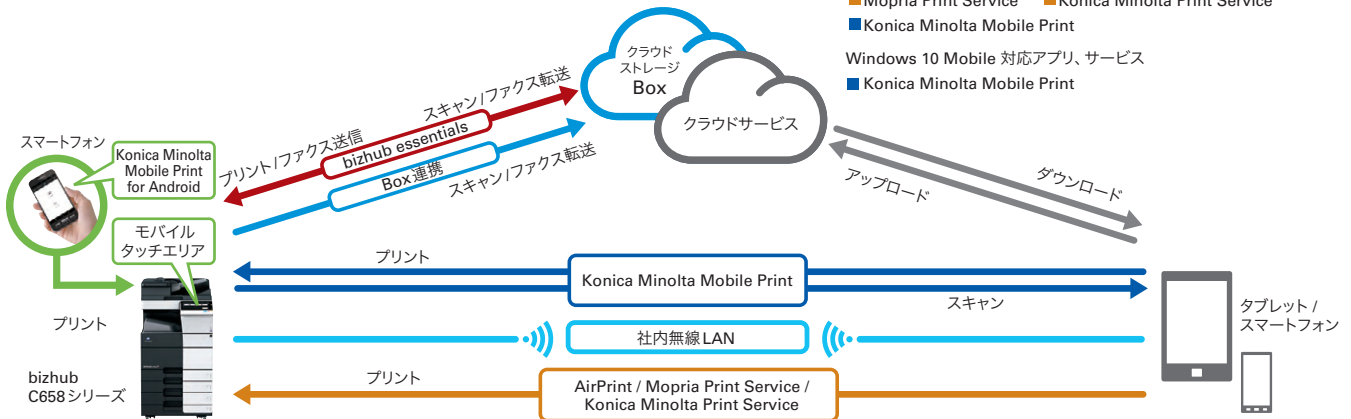 ■Mopria Print Service ■Konica Minolta Print Service
■Konica Minolta Mobile Print
Windows 10 Mobile 対応アプリ、サービス
■Konica Minolta Mobile Print
クラウド
ストレージ
Box
クラウドサービス
スキャン/ファクス転送
bizhub essentials
プリント/ファクス送信
Box連携
スキャン/ファクス転送
スマートフォン
Konica Minolta
Mobile Print
for Android
モバイル
タッチエリア
ダウンロード
アップロード
プリント
Konica Minolta Mobile Print
スキャン
プリント
社内無線LAN
タブレット /
スマートフォン
bizhub
C658シリーズ
プリント
AirPrint / Mopria Print Service /
Konica Minolta Print Service